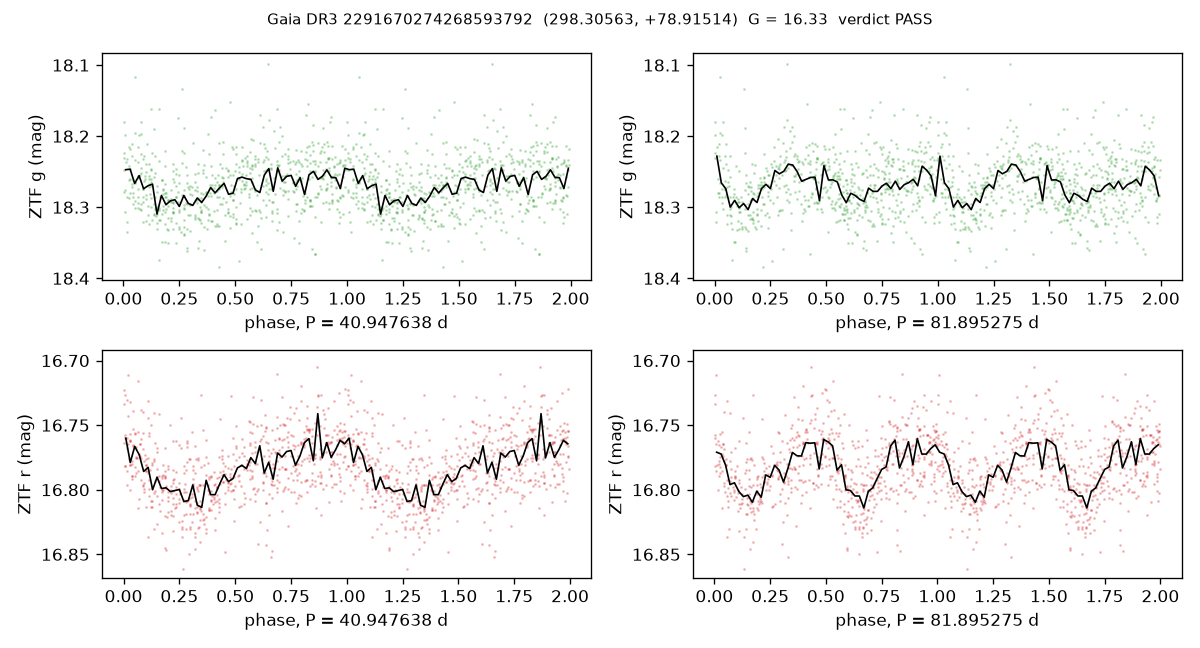 Gaia DR3 2291670274268593792  (298.30563, +78.91514)  G = 16.33  verdict PASS
ZTF g (mag)
18.1
18.2
18.3
18.4
0.00 0.25 0.50 0.75 1.00 1.25 1.50 1.75 2.00
phase, P = 40.947638 d
ZTF g (mag)
18.1
18.2
18.3
18.4
0.00 0.25 0.50 0.75 1.00 1.25 1.50 1.75 2.00
phase, P = 81.895275 d
ZTF r (mag)
16.70
16.75
16.80
16.85
0.00 0.25 0.50 0.75 1.00 1.25 1.50 1.75 2.00
phase, P = 40.947638 d
ZTF r (mag)
16.70
16.75
16.80
16.85
0.00 0.25 0.50 0.75 1.00 1.25 1.50 1.75 2.00
phase, P = 81.895275 d